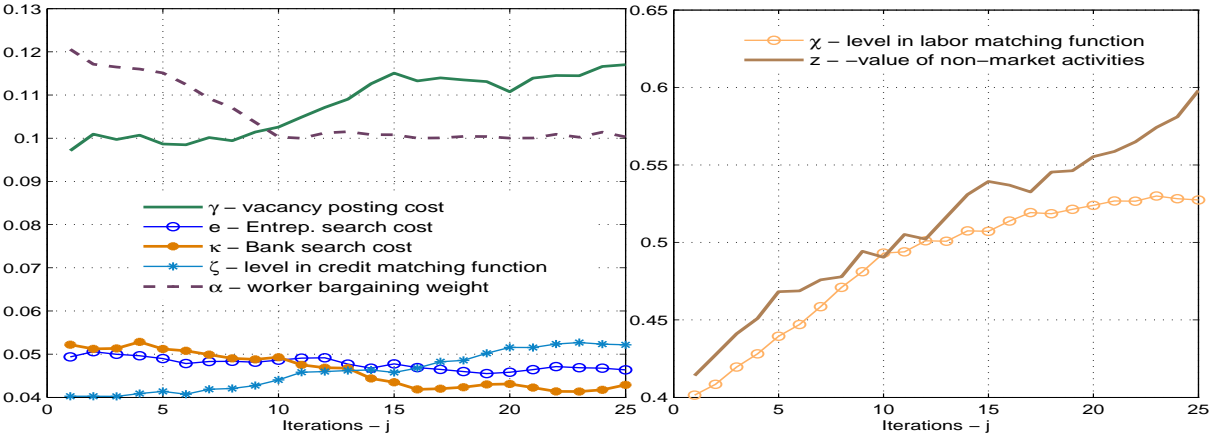 0.13
0.12
0.11
0.1
0.09
0.08
0.07
0.06
0.05
0.04
0 5 10 15 20 25
Iterations − j
γ − vacancy posting cost
e − Entrep. search cost
κ − Bank search cost
ζ − level in credit matching function
α − worker bargaining weight
0.65
0.6
0.55
0.5
0.45
0.4
0 5 10 15 20 25
Iterations − j
χ − level in labor matching function
z − −value of non−market activities